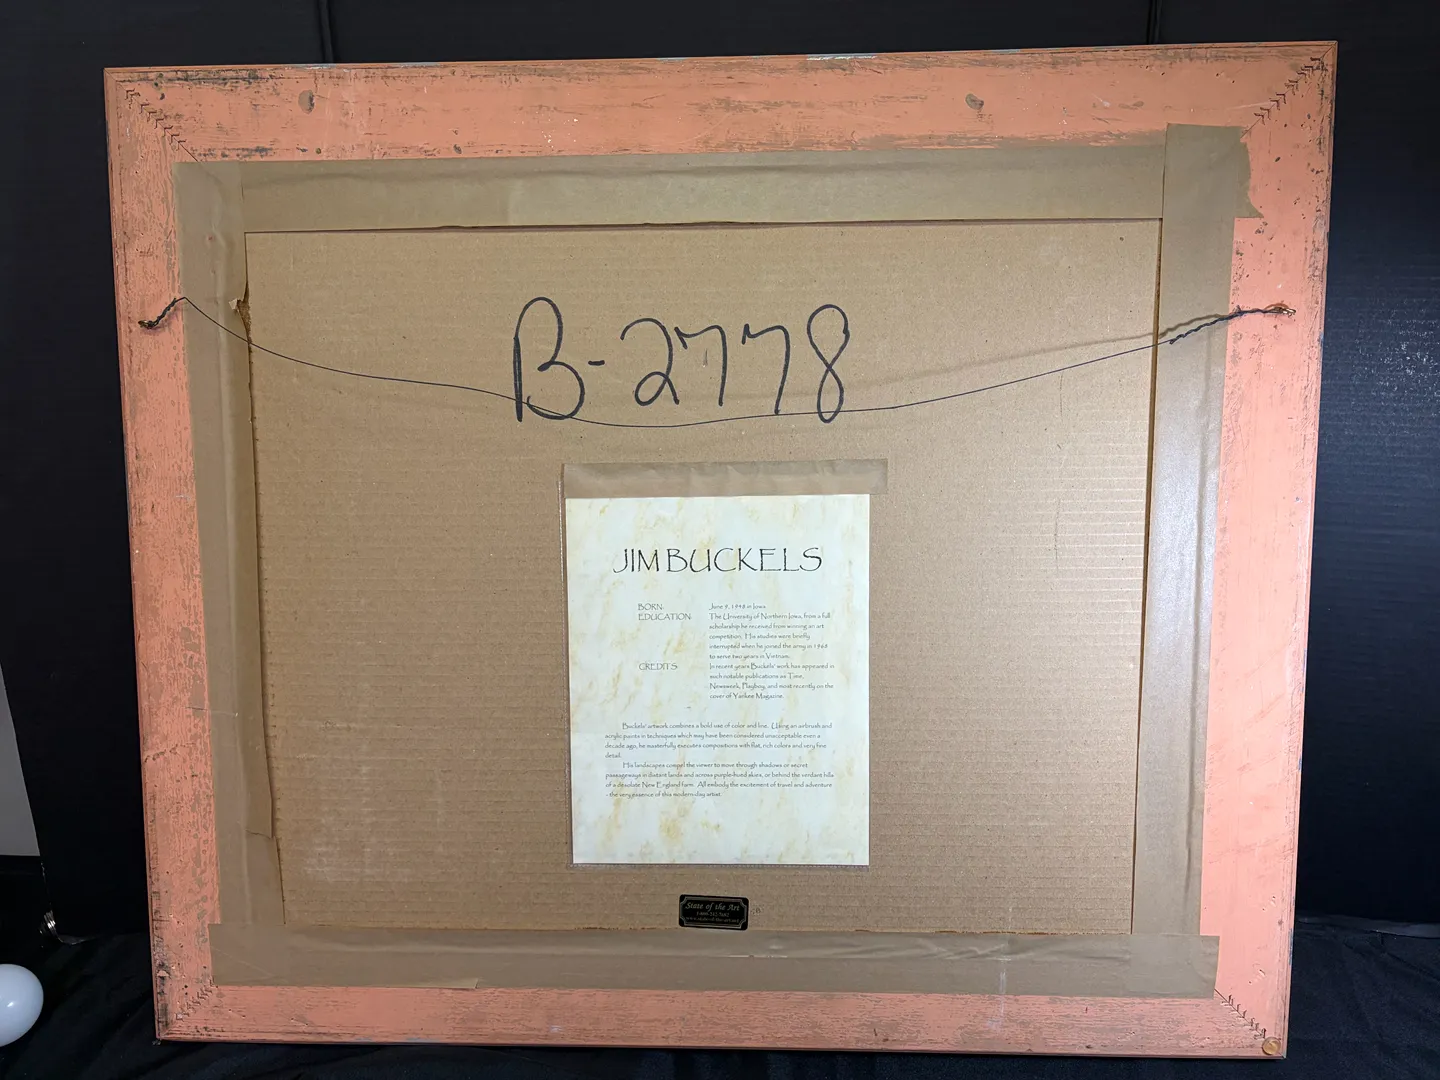 B-2778
JIM BUCKELS
BORN: June 9, 1948 in Iowa
EDUCATION The University of Northern Iowa, from a full
scholarship he received from winning an art
competition. His studies were briefly
interrupted when he joined the army in 1968
to serve two years in Vietnam.
CREDITS In recent years Buckels' work has appeared in
such notable publications as Time,
Newsweek, Playboy, and most recently on the
cover of Yankee Magazine.
Buckels' artwork combines a bold use of color and line. Using an airbrush and
acrylic paints in techniques which may have been considered unacceptable even a
decade ago, he masterfully executes compositions with flat, rich colors and very fine
detail.
His landscapes compel the viewer to move through shadows or secret
passageways in distant lands and across purple-hued skies, or behind the verdant hills
of a desolate New England farm. All embody the excitement of travel and adventure
- the very essence of this modern-day artist.
State of the Art